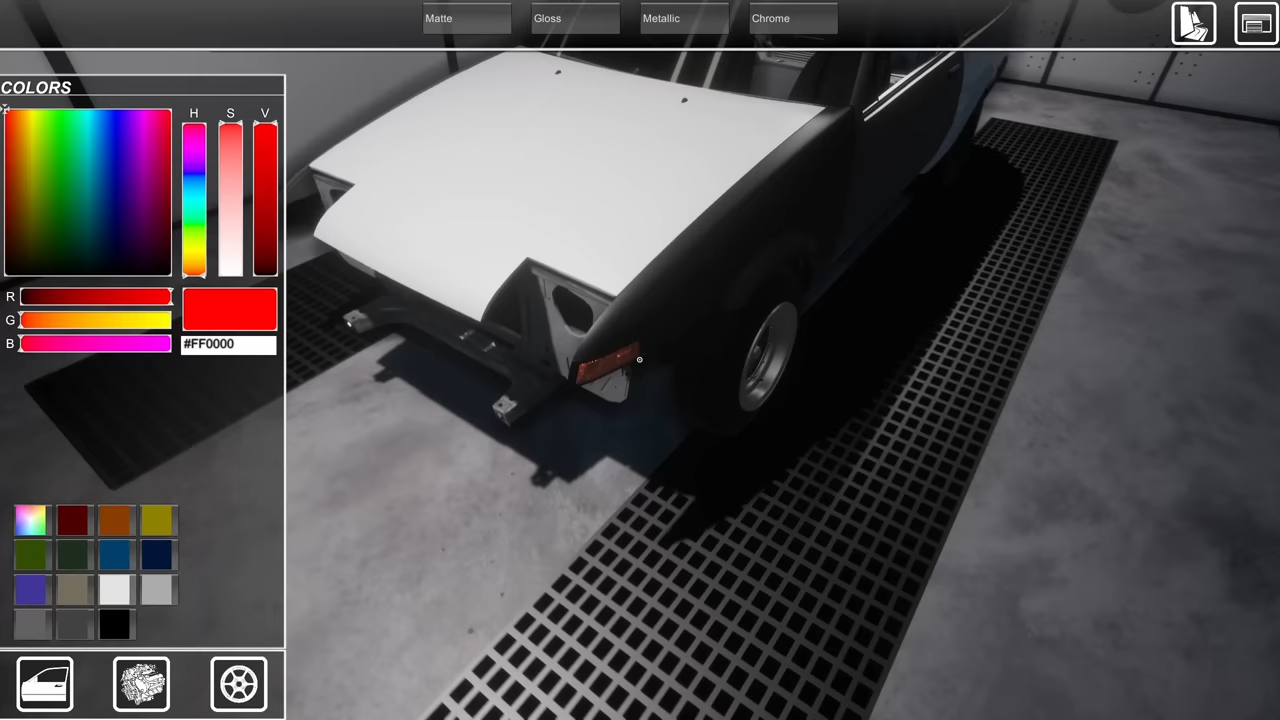 Matte
Gloss
Metallic
Chrome
COLORS
H
S
V
R
G
B
#FF0000